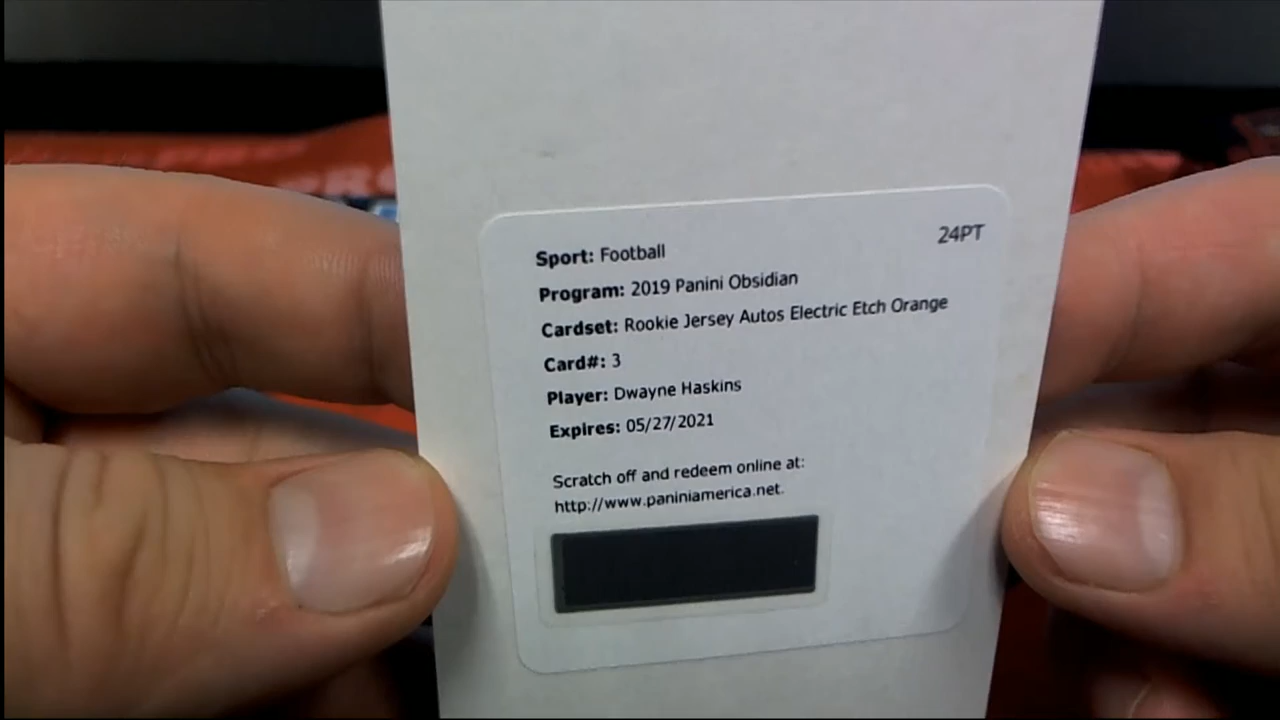 24PT
Sport: Football
Program: 2019 Panini Obsidian
Cardset: Rookie Jersey Autos Electric Etch Orange
Card#: 3
Player: Dwayne Haskins
Expires: 05/27/2021
Scratch off and redeem online at:
http://www.paniniamerica.net.